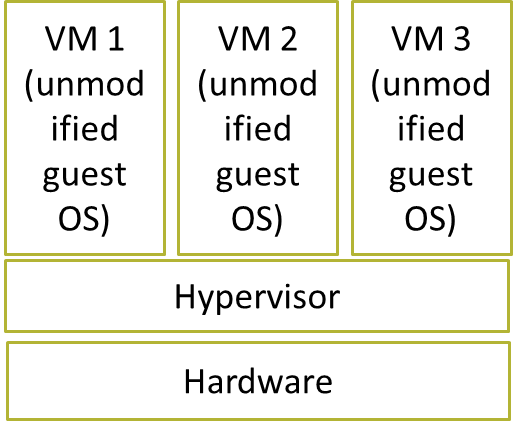 VM 1
(unmod
ified
guest
OS)
VM 2
(unmod
ified
guest
OS)
VM 3
(unmod
ified
guest
OS)
Hypervisor
Hardware